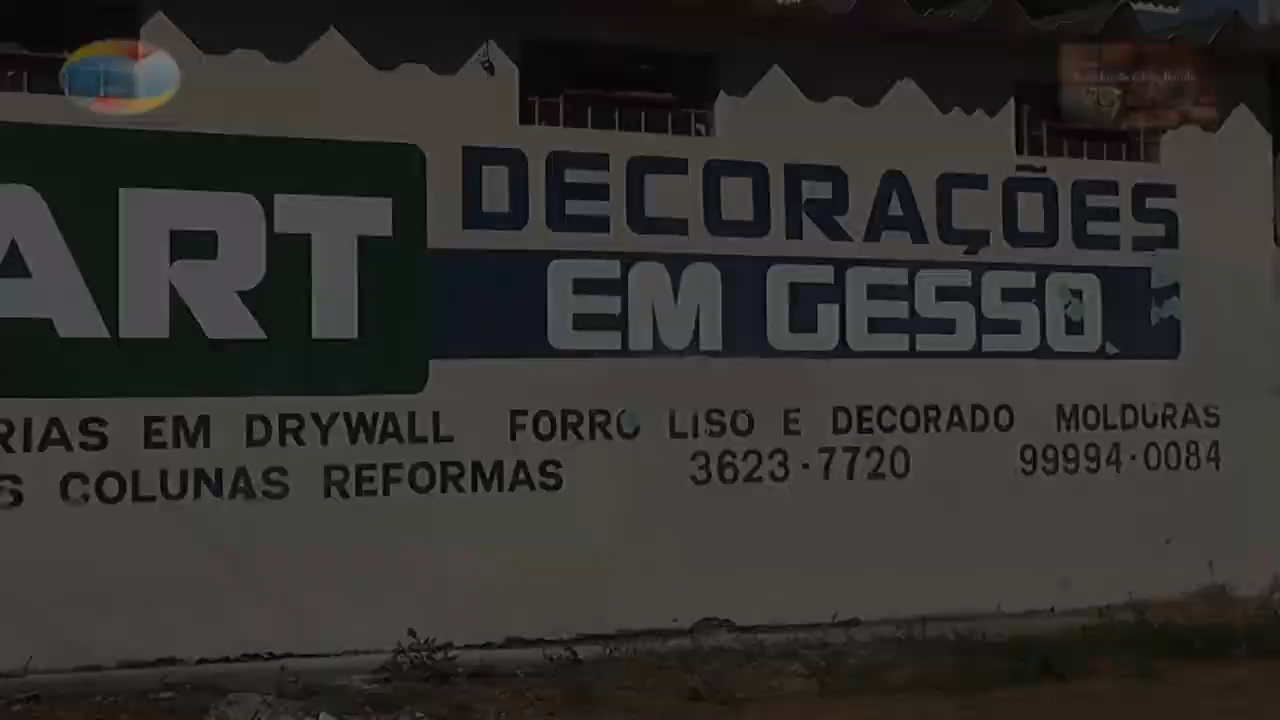 ART
DECORAÇÕES
EM GESSO.
RIAS EM DRYWALL FORRO LISO E DECORADO MOLDURAS
S COLUNAS REFORMAS 3623-7720 99994-0084